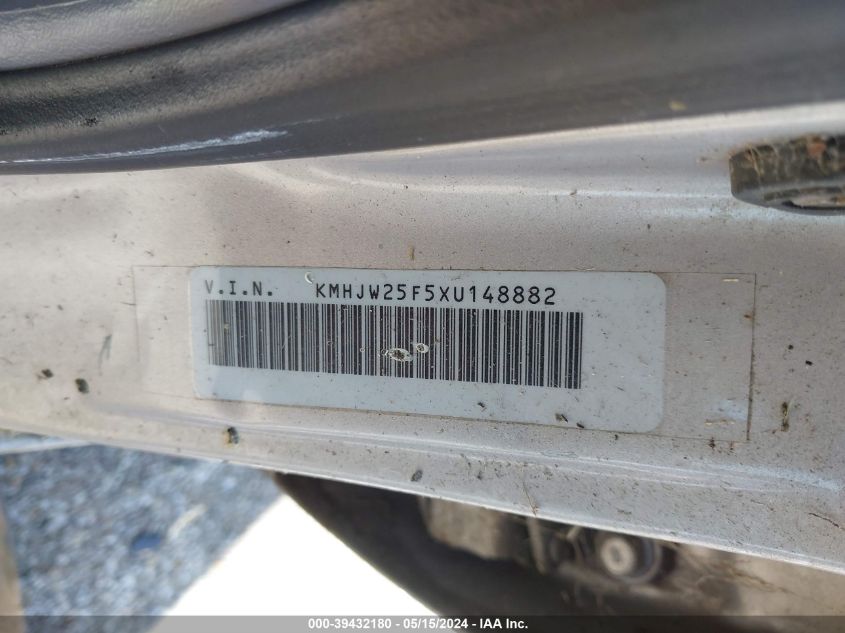 V.I.N. KMHJW25F5XU148882
000-39432180 - 05/15/2024 - IAA Inc.